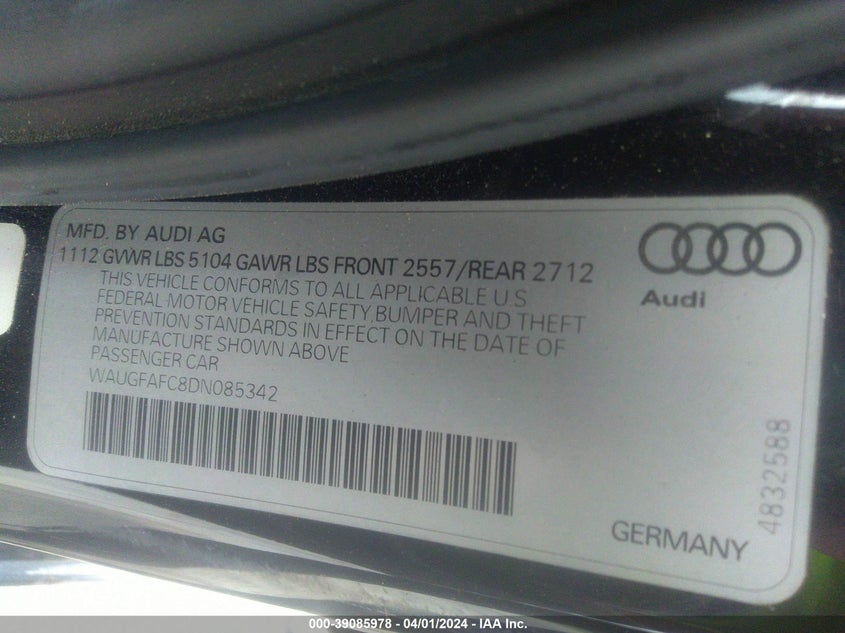 MFD. BY AUDI AG
1112 GVWR LBS 5104 GAWR LBS FRONT 2557/REAR 2712
THIS VEHICLE CONFORMS TO ALL APPLICABLE U.S
FEDERAL MOTOR VEHICLE SAFETY, BUMPER AND THEFT
PREVENTION STANDARDS IN EFFECT ON THE DATE OF
MANUFACTURE SHOWN ABOVE
PASSENGER CAR
WAUGFAFC8DN085342
Audi
GERMANY
4832588
000-39085978 - 04/01/2024 - IAA Inc.